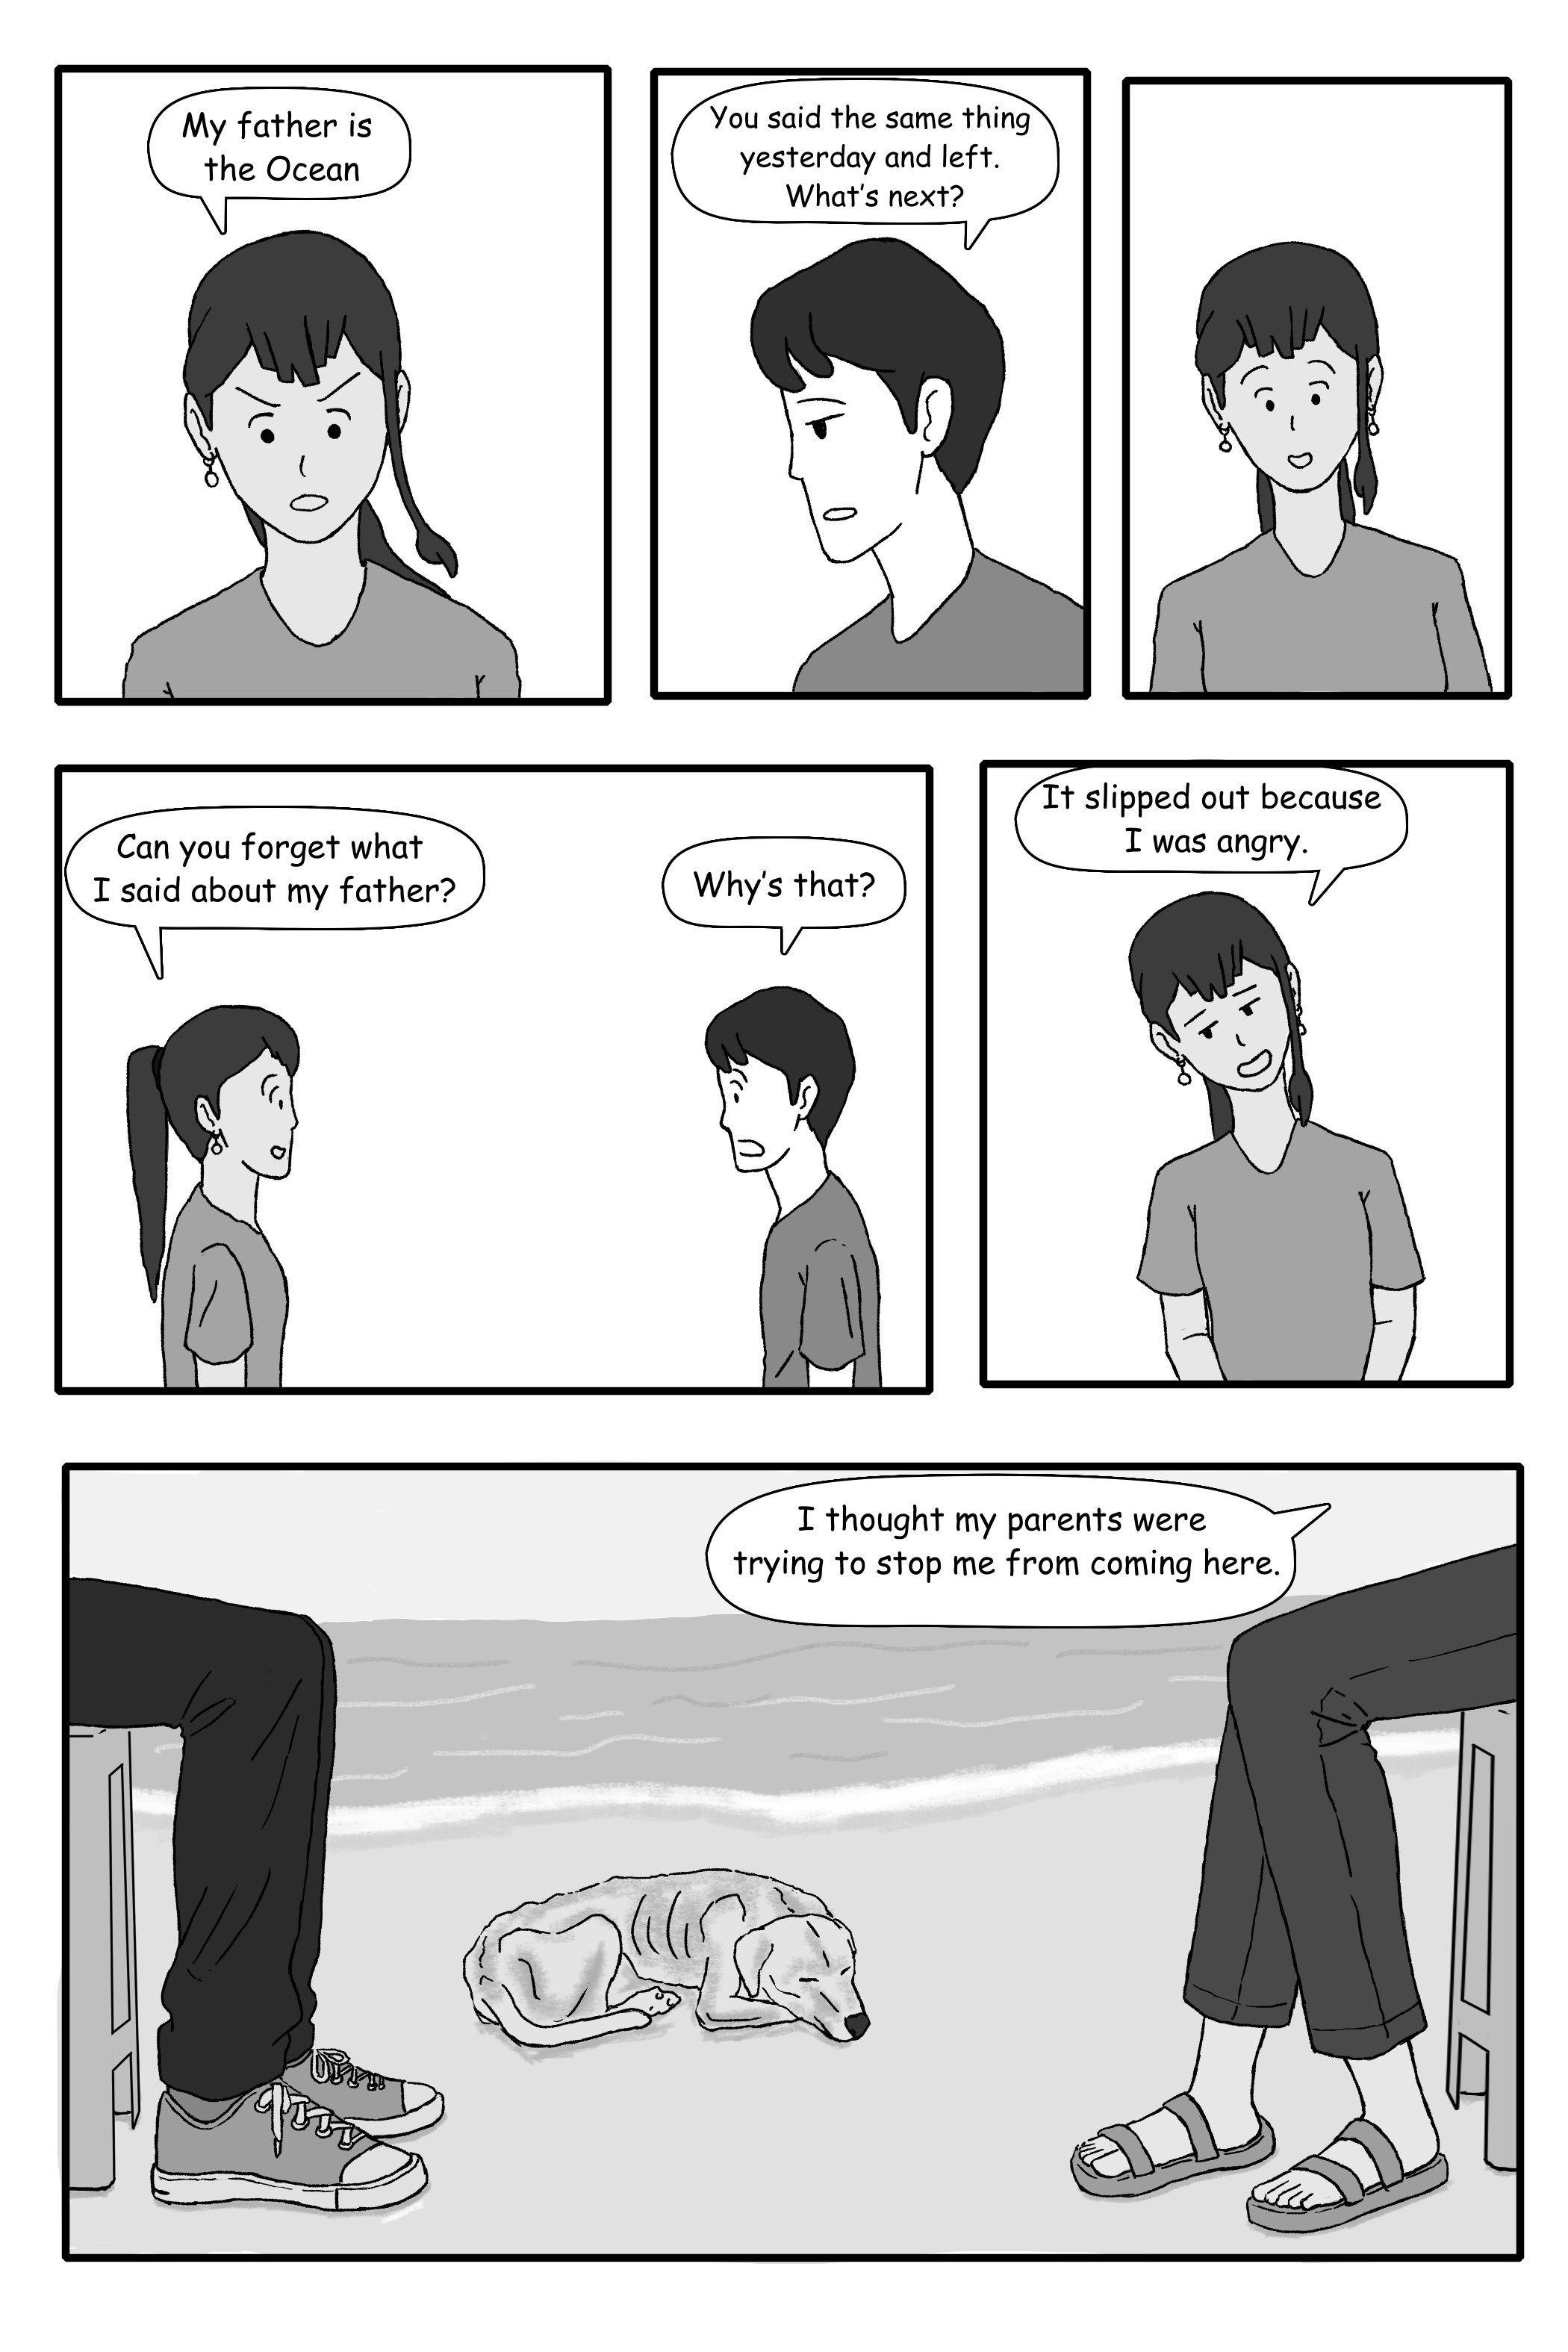 My father is
the Ocean
You said the same thing
yesterday and left.
What's next?
Can you forget what
I said about my father?
Why's that?
It slipped out because
I was angry.
I thought my parents were
trying to stop me from coming here.